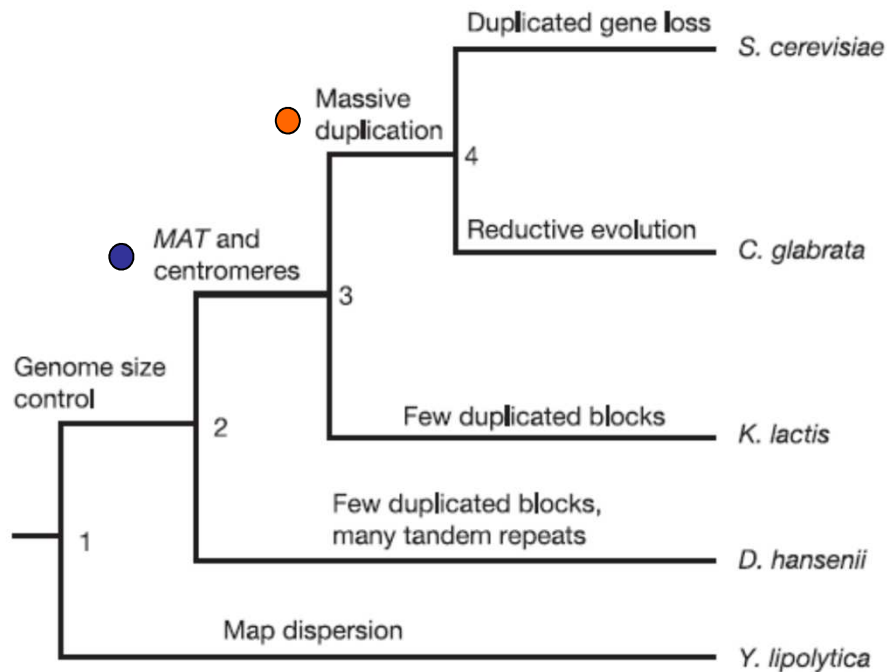 Duplicated gene loss
S. cerevisiae
Massive
duplication
4
Reductive evolution
C. glabrata
MAT and
centromeres
3
Genome size
control
Few duplicated blocks
K. lactis
2
Few duplicated blocks,
many tandem repeats
1
D. hansenii
Map dispersion
Y. lipolytica